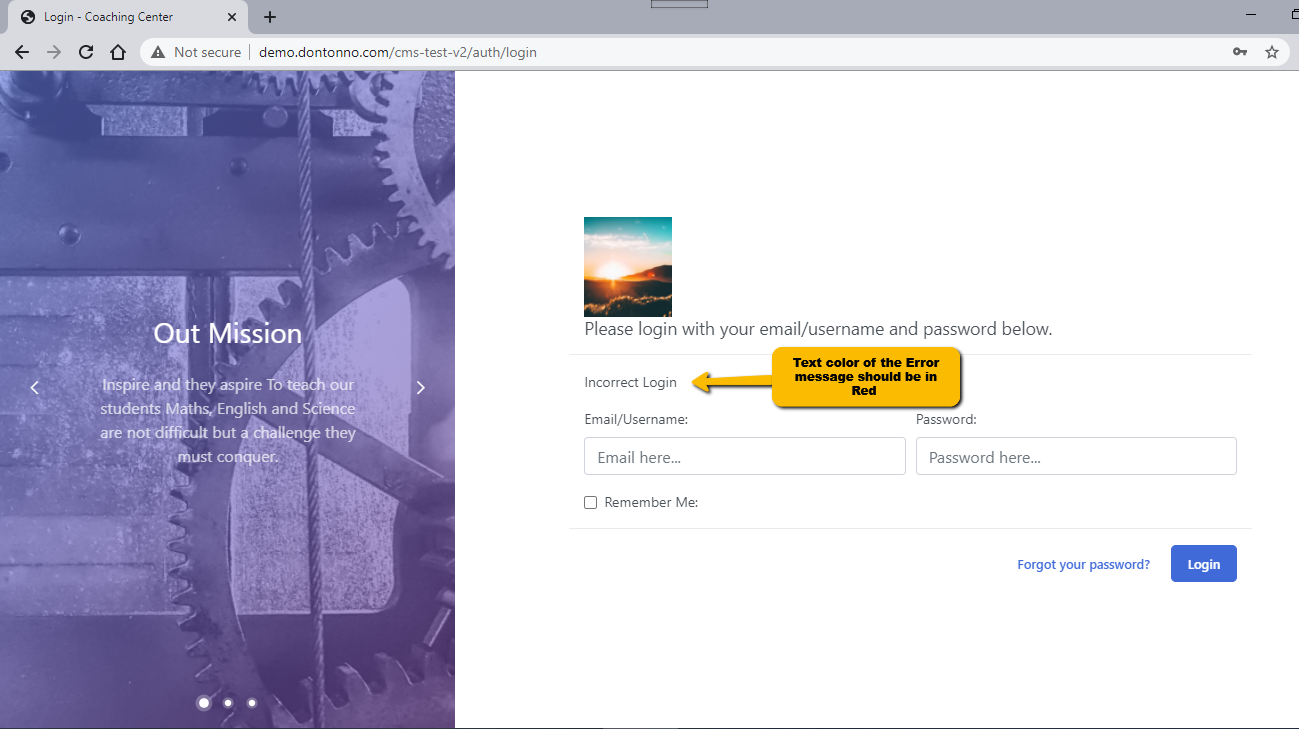 Login - Coaching Center
Not secure
demo.dontonno.com/cms-test-v2/auth/login
Out Mission
Inspire and they aspire To teach our
students Maths, English and Science
are not difficult but a challenge they
must conquer.
Please login with your email/username and password below.
Incorrect Login
Text color of the Error
message should be in
Red
Email/Username:
Password:
Email here...
Password here...
Remember Me:
Forgot your password?
Login